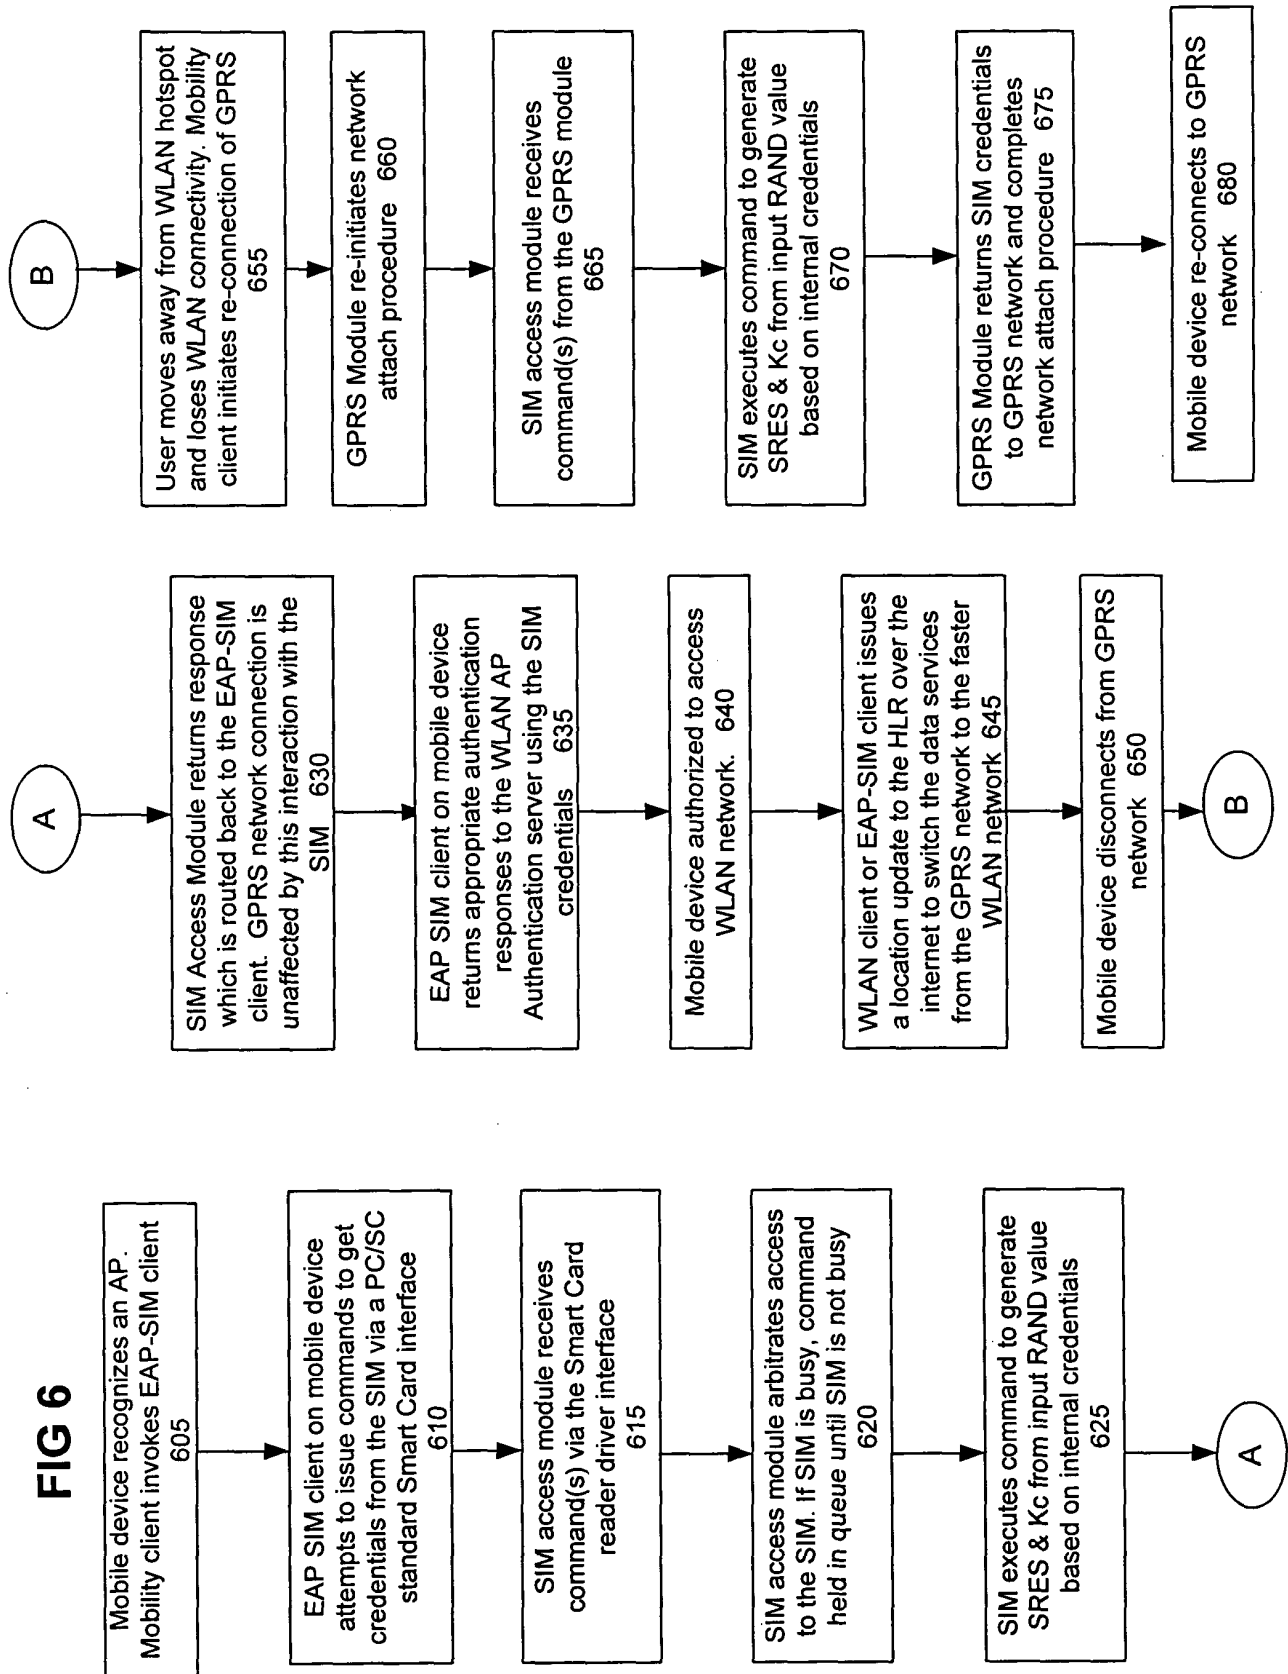 FIG 6
Mobile device recognizes an AP.
Mobility client invokes EAP-SIM client
605
EAP SIM client on mobile device
attempts to issue commands to get
credentials from the SIM via a PC/SC
standard Smart Card interface
610
SIM access module receives
command(s) via the Smart Card
reader driver interface
615
SIM access module arbitrates access
to the SIM. If SIM is busy, command
held in queue until SIM is not busy
620
SIM executes command to generate
SRES & Kc from input RAND value
based on internal credentials
625
A
A
SIM Access Module returns response
which is routed back to the EAP-SIM
client. GPRS network connection is
unaffected by this interaction with the
SIM 630
EAP SIM client on mobile device
returns appropriate authentication
responses to the WLAN AP
Authentication server using the SIM
credentials 635
Mobile device authorized to access
WLAN network. 640
WLAN client or EAP-SIM client issues
a location update to the HLR over the
internet to switch the data services
from the GPRS network to the faster
WLAN network 645
Mobile device disconnects from GPRS
network 650
B
B
User moves away from WLAN hotspot
and loses WLAN connectivity. Mobility
client initiates re-connection of GPRS
655
GPRS Module re-initiates network
attach procedure 660
SIM access module receives
command(s) from the GPRS module
665
SIM executes command to generate
SRES & Kc from input RAND value
based on internal credentials
670
GPRS Module returns SIM credentials
to GPRS network and completes
network attach procedure 675
Mobile device re-connects to GPRS
network 680